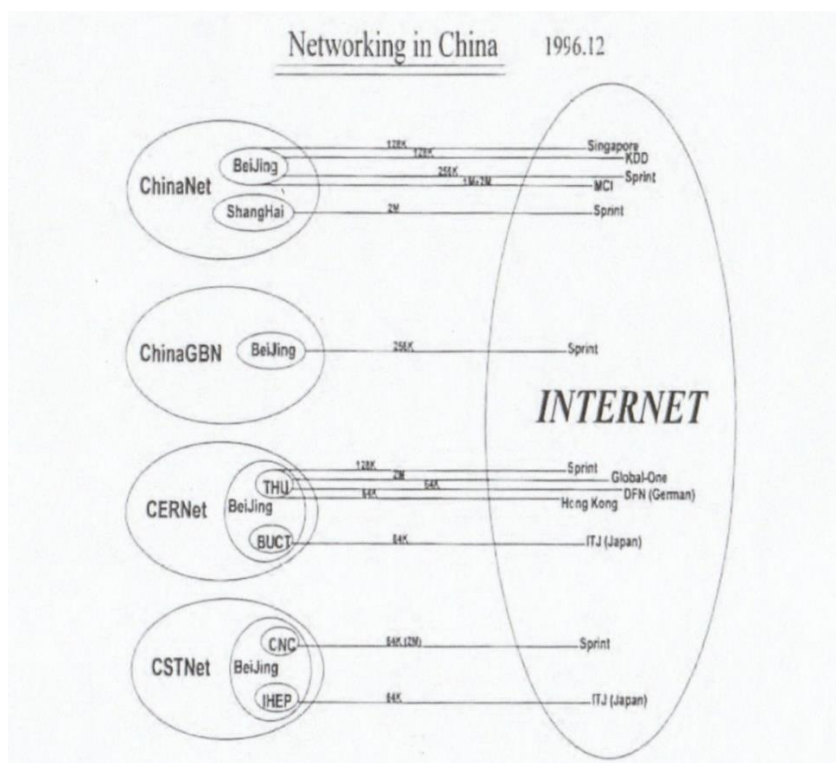 Networking in China 1996.12
128K Singapore
128K KDD
BeiJing
256K Sprint
1M+2M MCI
ChinaNet
ShangHai 2M Sprint
ChinaGBN BeiJing 256K Sprint
INTERNET
128K Sprint
2M Global-One
THU 64K DFN (German)
64K Hong Kong
CERNet BeiJing
BUCT 64K ITJ (Japan)
CNC 64K (2M) Sprint
CSTNet BeiJing
IHEP 64K ITJ (Japan)